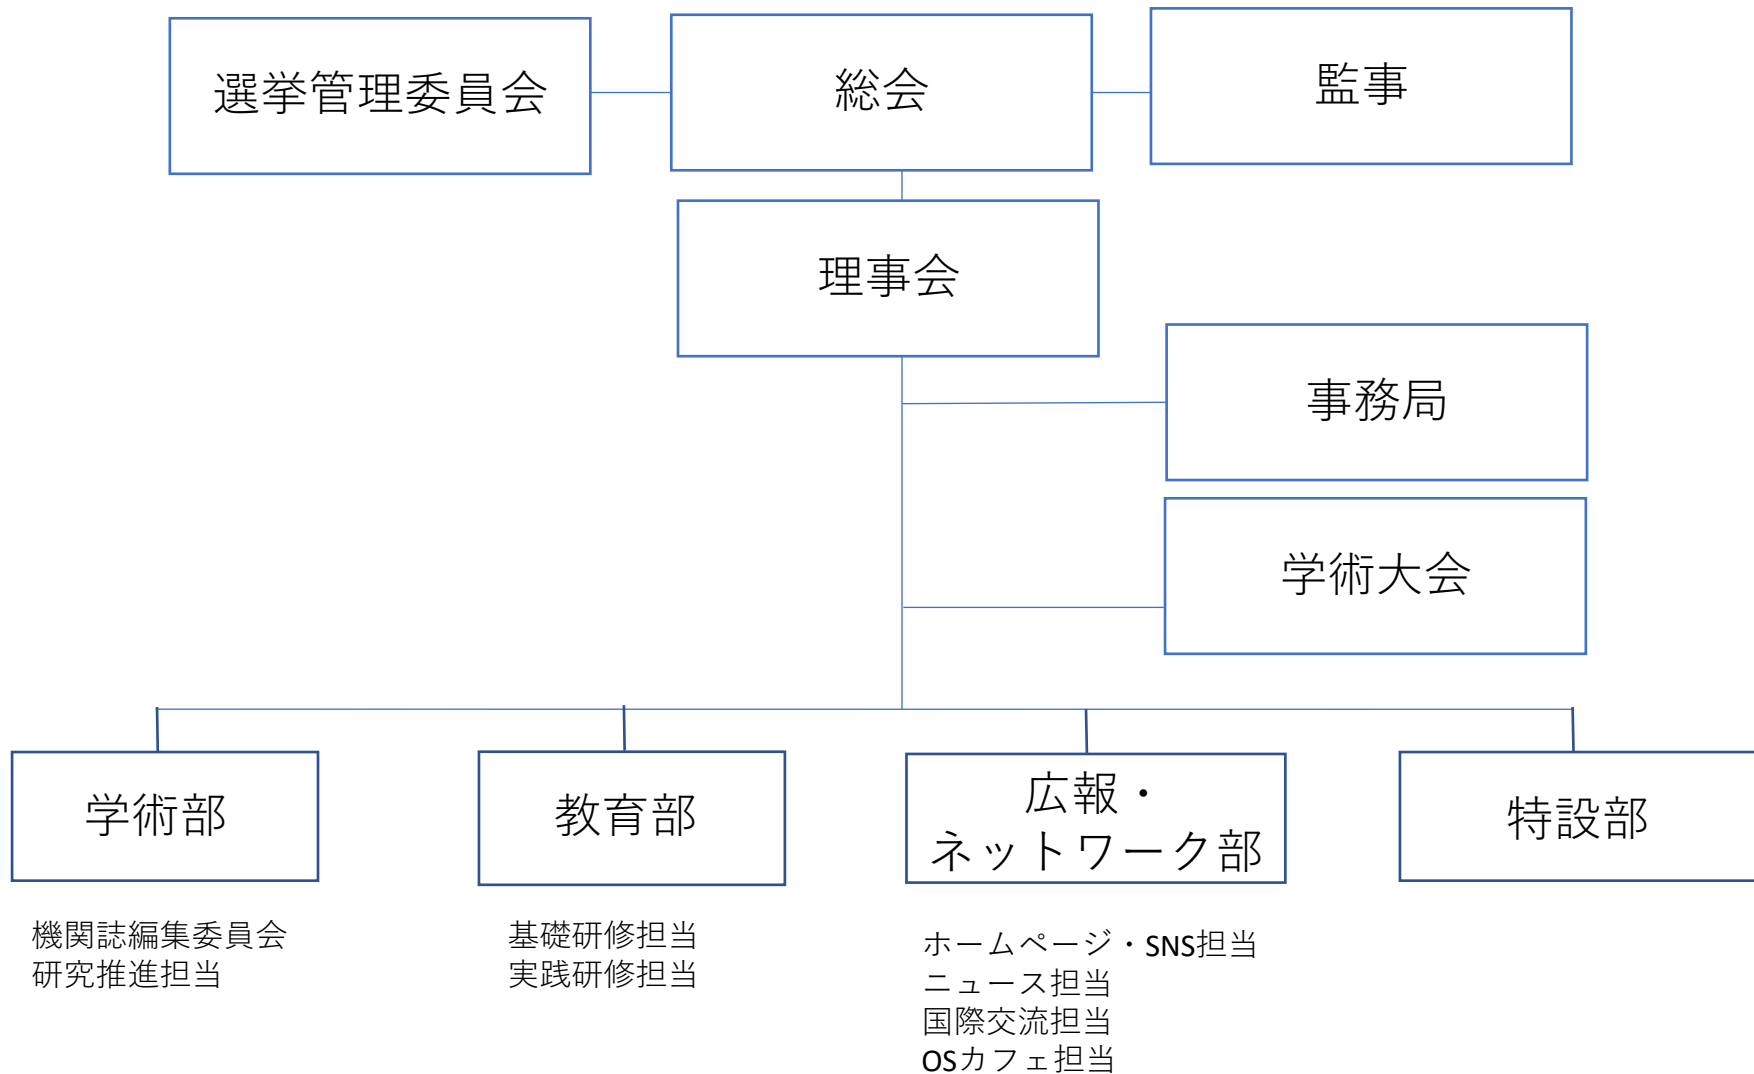 選挙管理委員会
総会
監事
理事会
事務局
学術大会
学術部
教育部
広報・
ネットワーク部
特設部
機関誌編集委員会
研究推進担当
基礎研修担当
実践研修担当
ホームページ・SNS担当
ニュース担当
国際交流担当
OSカフェ担当